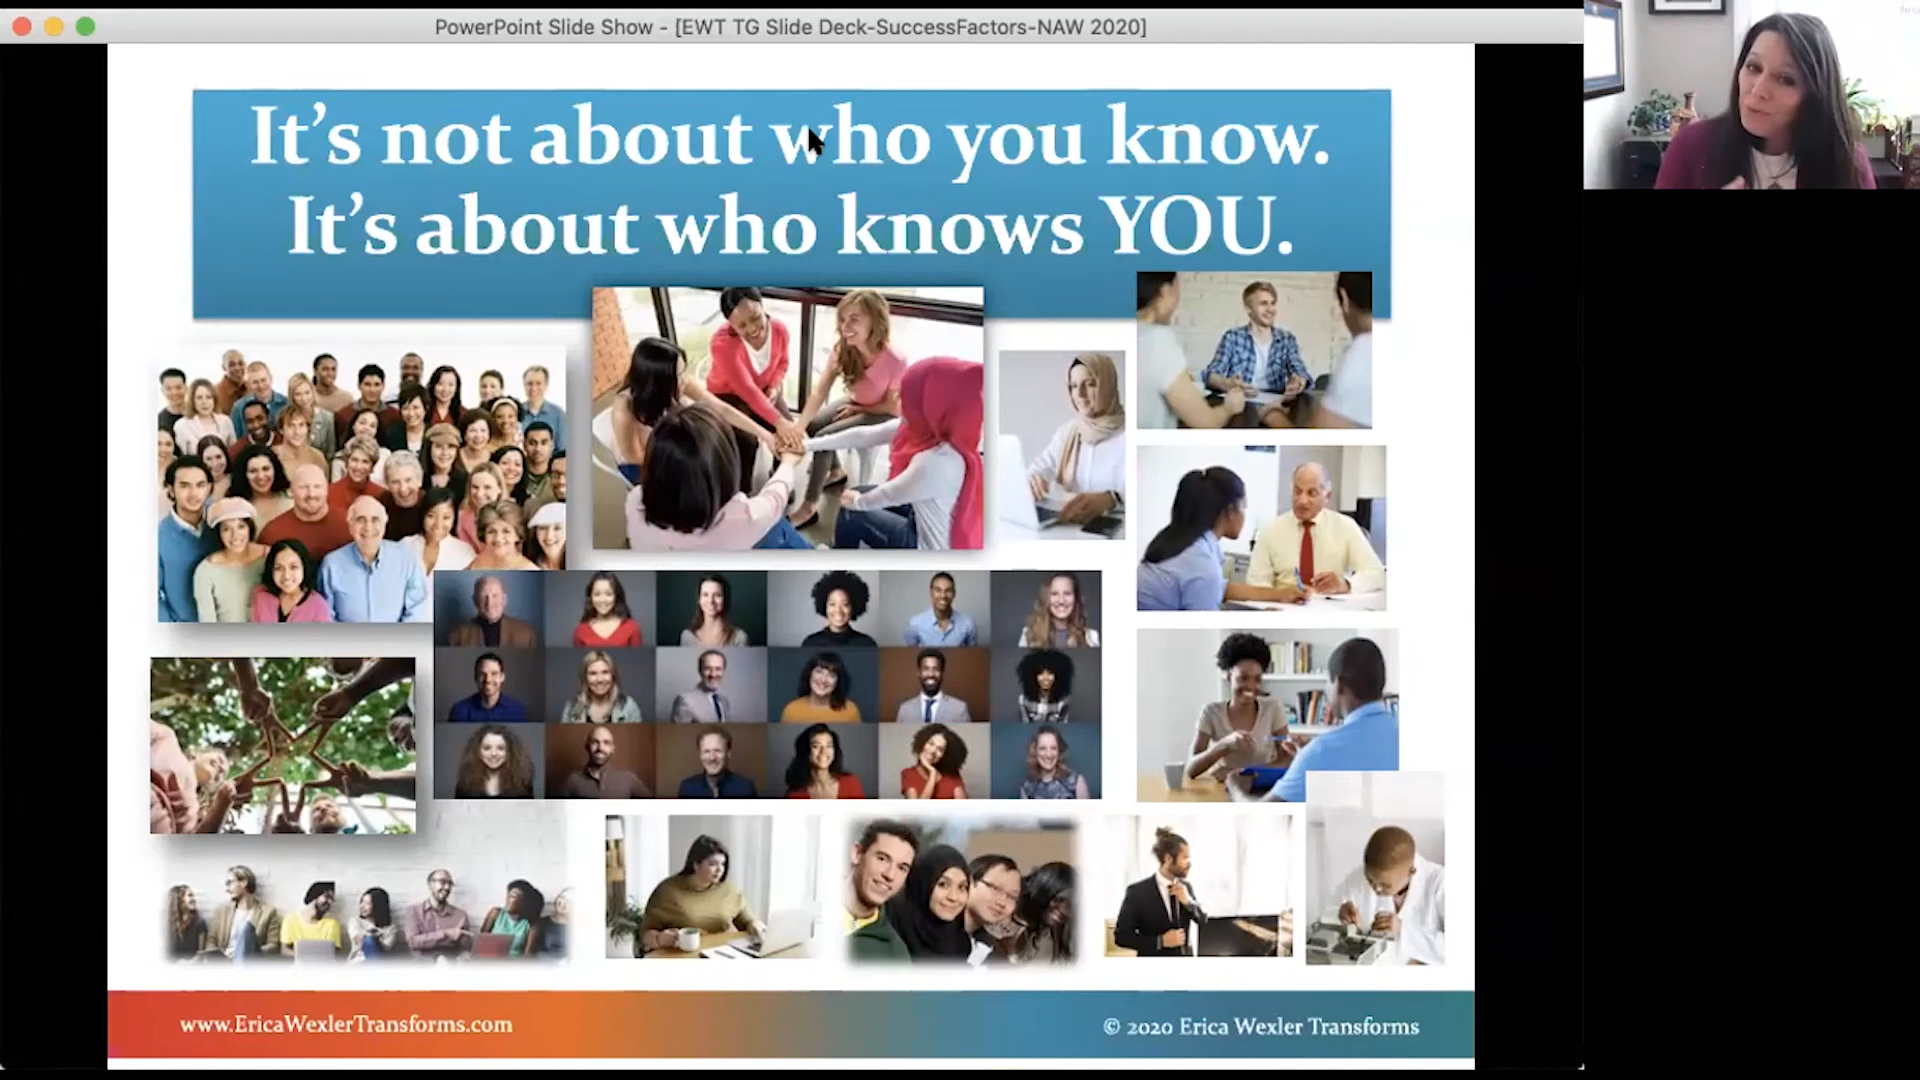 PowerPoint Slide Show - [EWT TG Slide Deck-SuccessFactors-NAW 2020]
It's not about who you know.
It's about who knows YOU.
www.EricaWexlerTransforms.com
© 2020 Erica Wexler Transforms